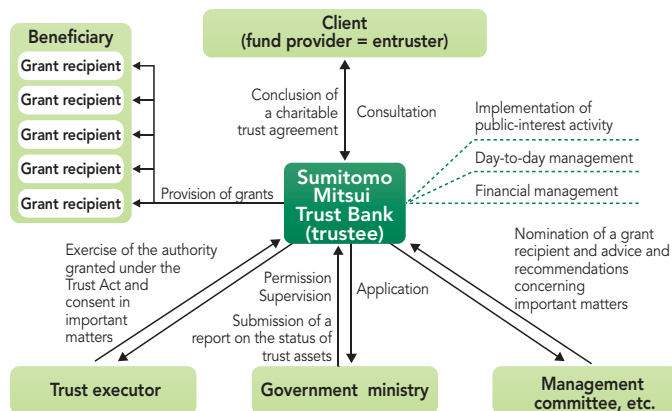 Beneficiary
Grant recipient
Grant recipient
Grant recipient
Grant recipient
Grant recipient
Client
(fund provider = entruster)
Conclusion of
a charitable
trust agreement
Consultation
Implementation of
public-interest activity
Day-to-day management
Financial management
Provision of grants
Sumitomo
Mitsui
Trust Bank
(trustee)
Exercise of the authority
granted under the
Trust Act and
consent in
important
matters
Permission
Supervision
Submission of a
report on the status of
trust assets
Application
Nomination of a grant
recipient and advice and
recommendations
concerning
important matters
Trust executor
Government ministry
Management
committee, etc.